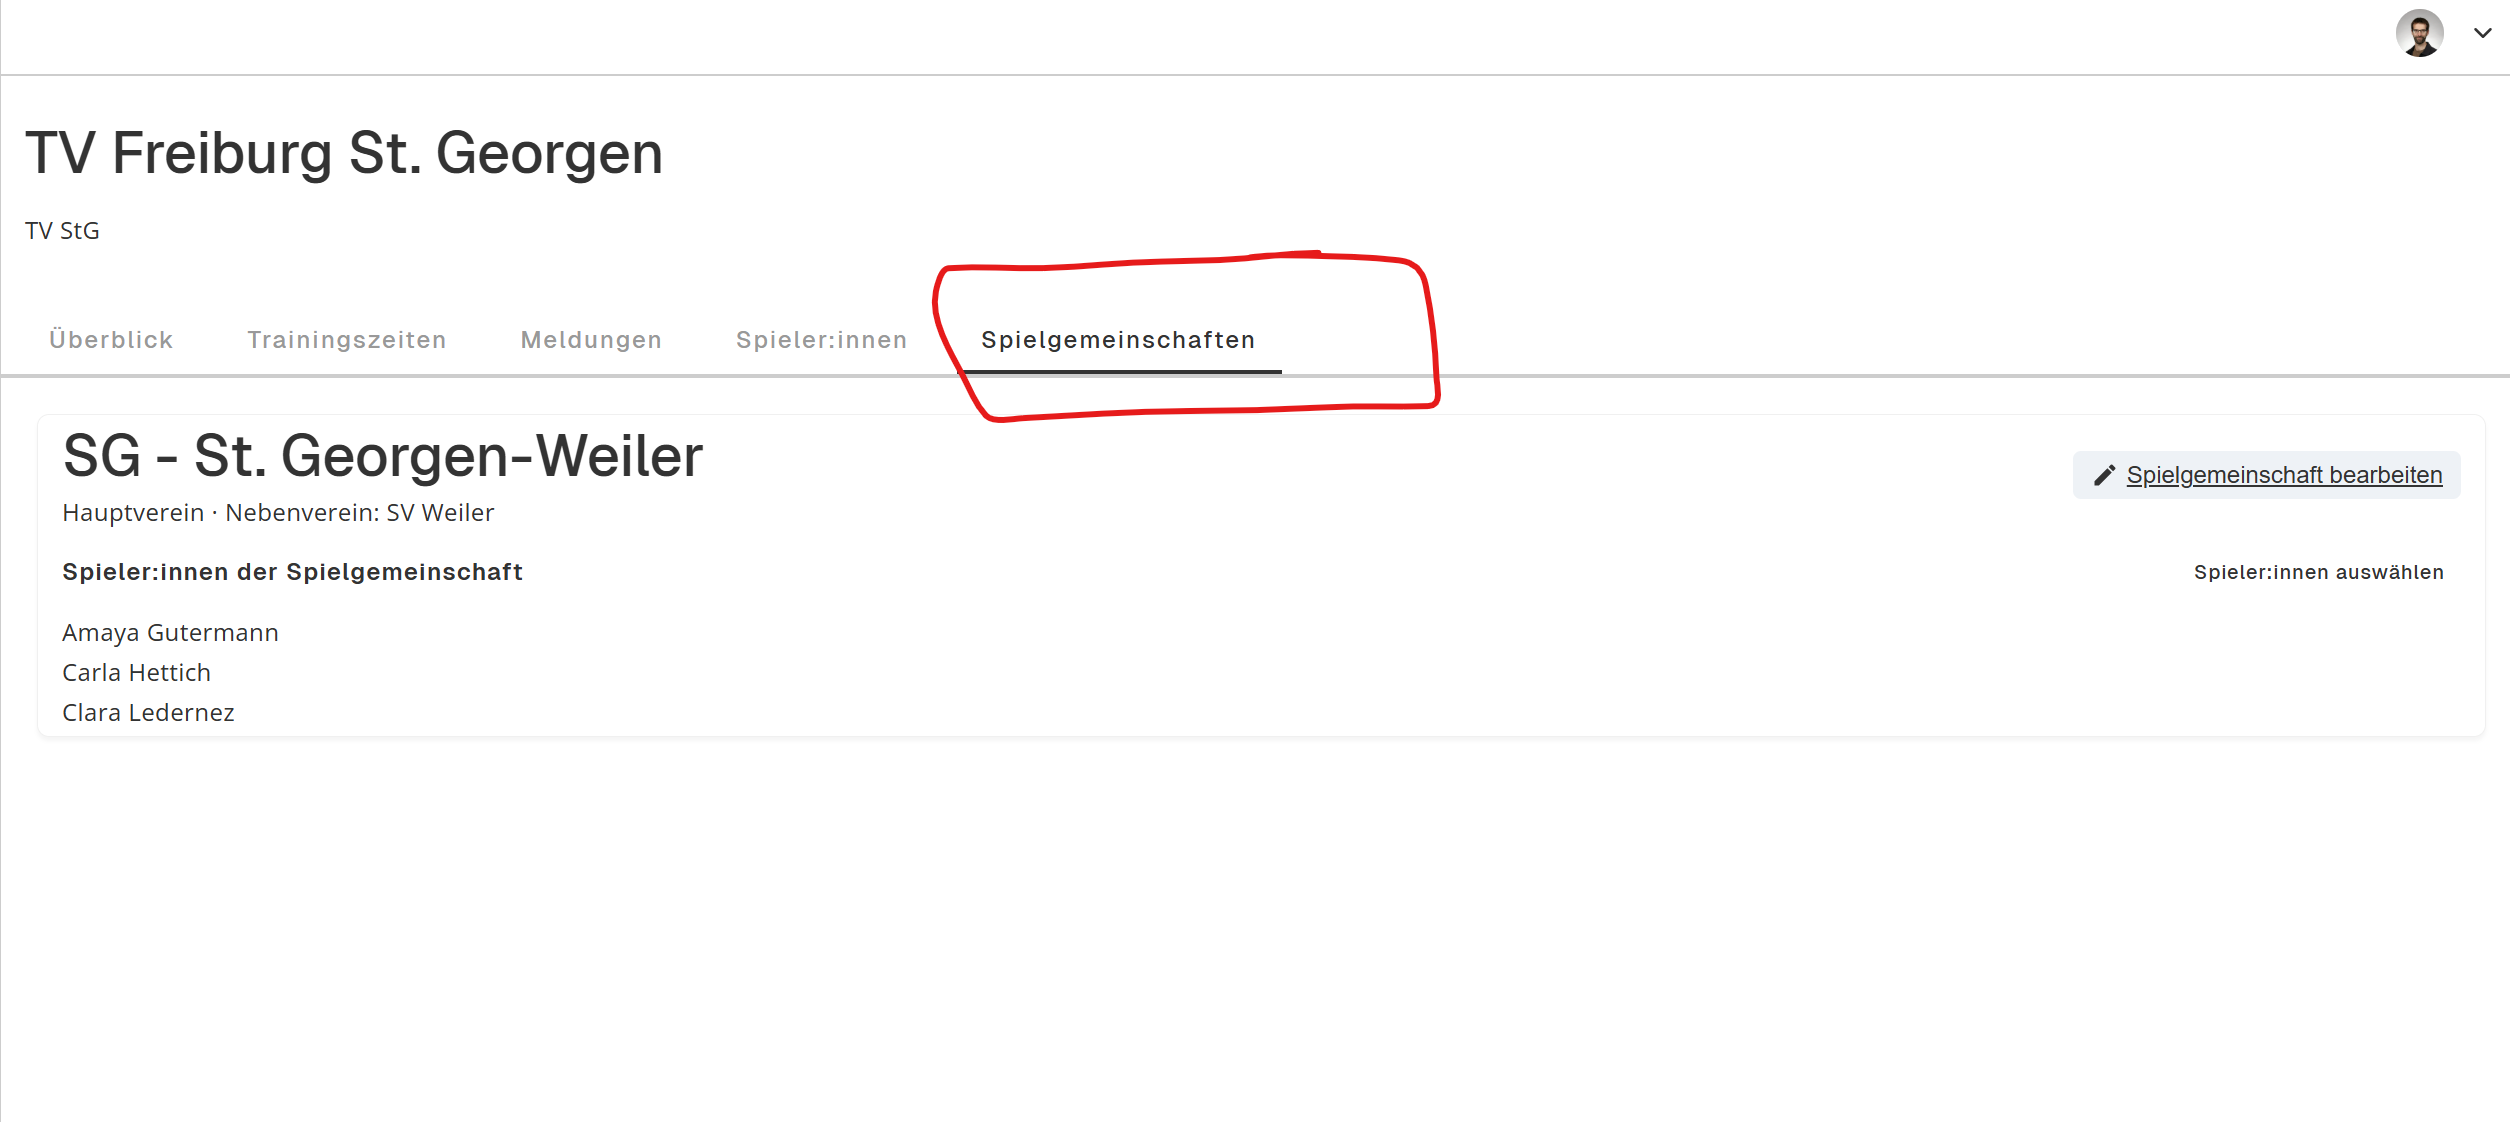 TV Freiburg St. Georgen
TV StG
Überblick Trainingszeiten Meldungen Spieler:innen Spielgemeinschaften
SG - St. Georgen-Weiler
Spielgemeinschaft bearbeiten
Hauptverein · Nebenverein: SV Weiler
Spieler:innen der Spielgemeinschaft
Spieler:innen auswählen
Amaya Gutermann
Carla Hettich
Clara Ledernez